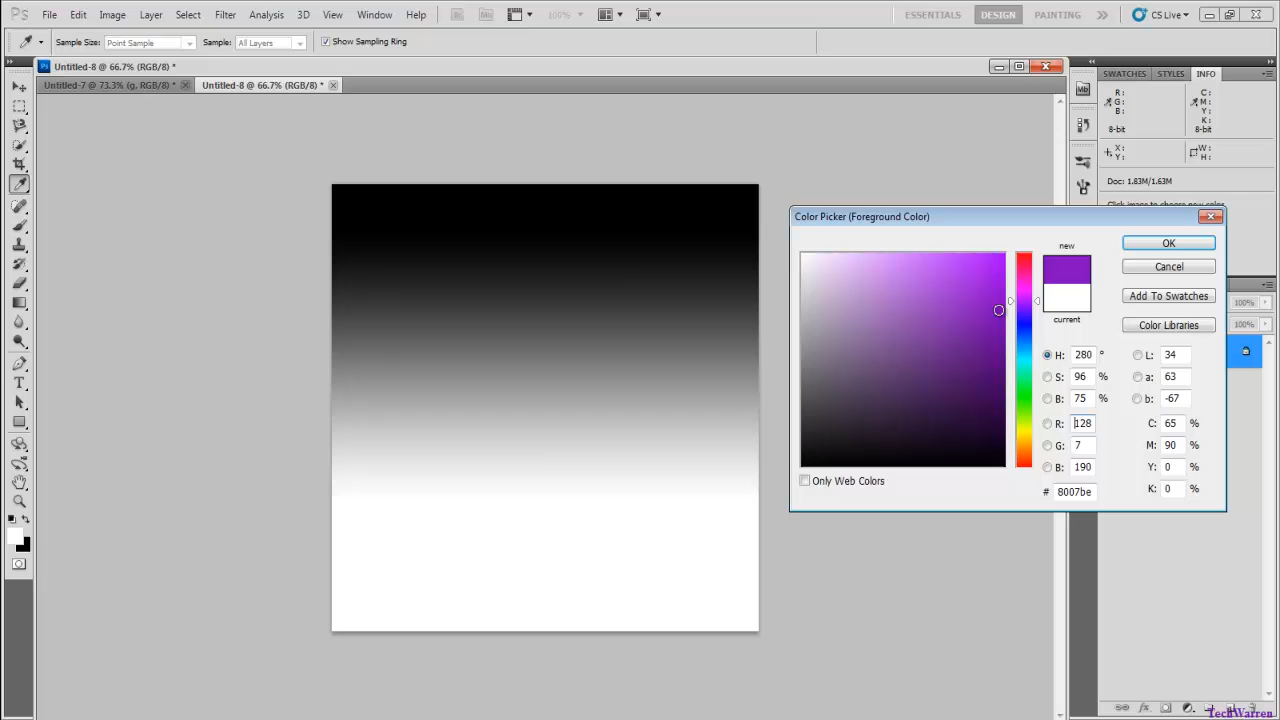 Ps File Edit Image Layer Select Filter Analysis 3D View Window Help 100% ESSENTIALS DESIGN PAINTING CS Live
Sample Size: Point Sample Sample: All Layers Show Sampling Ring
Ps Untitled-8 @ 66.7% (RGB/8) *
Untitled-7 @ 73.3% (g, RGB/8) * Untitled-8 @ 66.7% (RGB/8) *
Mb
SWATCHES STYLES INFO
R: C:
G: M:
B: Y:
K:
8-bit 8-bit
X: W:
Y: H:
Doc: 1.83M/1.63M
Click image to choose new color.
Color Picker (Foreground Color)
new
current
OK
Cancel
Add To Swatches
Color Libraries
100%
100%
H: 280 ° L: 34
S: 96 % a: 63
B: 75 % b: -67
R: 128 C: 65 %
G: 7 M: 90 %
B: 190 Y: 0 %
# 8007be K: 0 %
Only Web Colors
T
fx
TechWarren